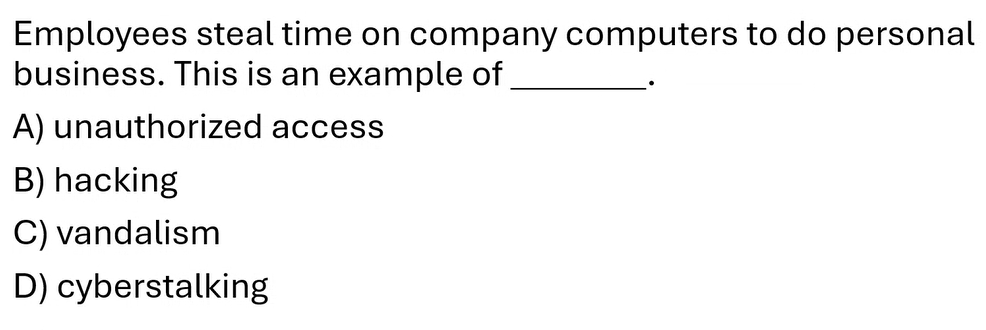 Employees steal time on company computers to do personal
business. This is an example of ________.
A) unauthorized access
B) hacking
C) vandalism
D) cyberstalking